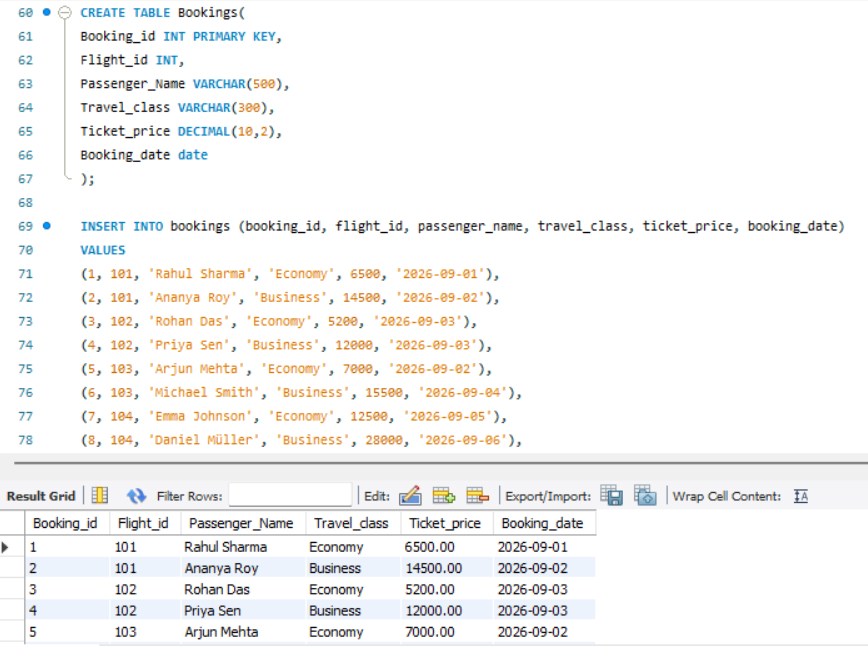 60 CREATE TABLE Bookings(
61 Booking_id INT PRIMARY KEY,
62 Flight_id INT,
63 Passenger_Name VARCHAR(500),
64 Travel_class VARCHAR(300),
65 Ticket_price DECIMAL(10,2),
66 Booking_date date
67 );
68
69 INSERT INTO bookings (booking_id, flight_id, passenger_name, travel_class, ticket_price, booking_date)
70 VALUES
71 (1, 101, 'Rahul Sharma', 'Economy', 6500, '2026-09-01'),
72 (2, 101, 'Ananya Roy', 'Business', 14500, '2026-09-02'),
73 (3, 102, 'Rohan Das', 'Economy', 5200, '2026-09-03'),
74 (4, 102, 'Priya Sen', 'Business', 12000, '2026-09-03'),
75 (5, 103, 'Arjun Mehta', 'Economy', 7000, '2026-09-02'),
76 (6, 103, 'Michael Smith', 'Business', 15500, '2026-09-04'),
77 (7, 104, 'Emma Johnson', 'Economy', 12500, '2026-09-05'),
78 (8, 104, 'Daniel Müller', 'Business', 28000, '2026-09-06'),
Result Grid Filter Rows: Edit: Export/Import: Wrap Cell Content: IA
Booking_id Flight_id Passenger_Name Travel_class Ticket_price Booking_date
1 101 Rahul Sharma Economy 6500.00 2026-09-01
2 101 Ananya Roy Business 14500.00 2026-09-02
3 102 Rohan Das Economy 5200.00 2026-09-03
4 102 Priya Sen Business 12000.00 2026-09-03
5 103 Arjun Mehta Economy 7000.00 2026-09-02